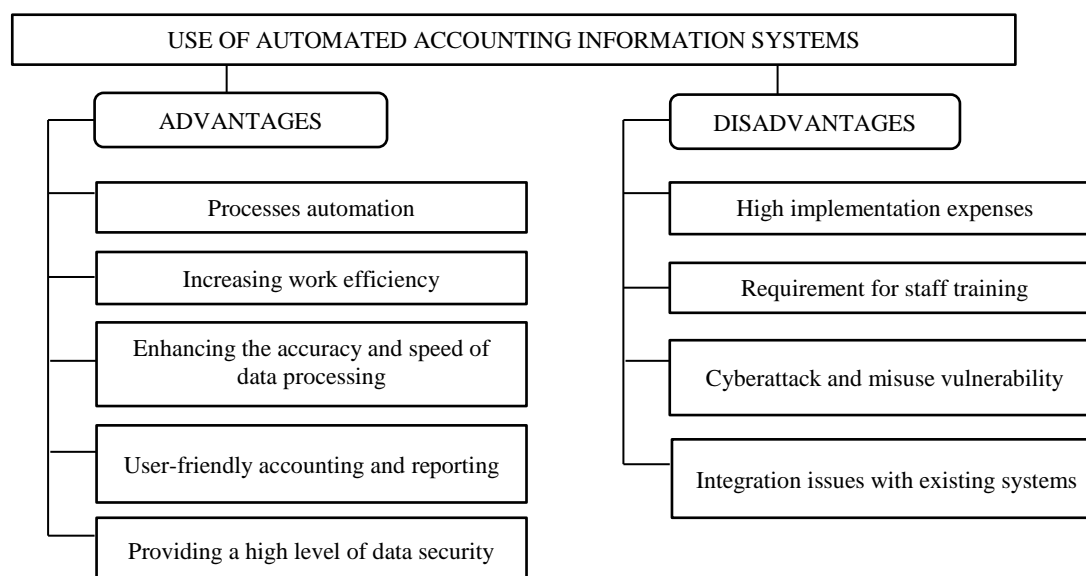 USE OF AUTOMATED ACCOUNTING INFORMATION SYSTEMS
ADVANTAGES
Processes automation
Increasing work efficiency
Enhancing the accuracy and speed of
data processing
User-friendly accounting and reporting
Providing a high level of data security
DISADVANTAGES
High implementation expenses
Requirement for staff training
Cyberattack and misuse vulnerability
Integration issues with existing systems